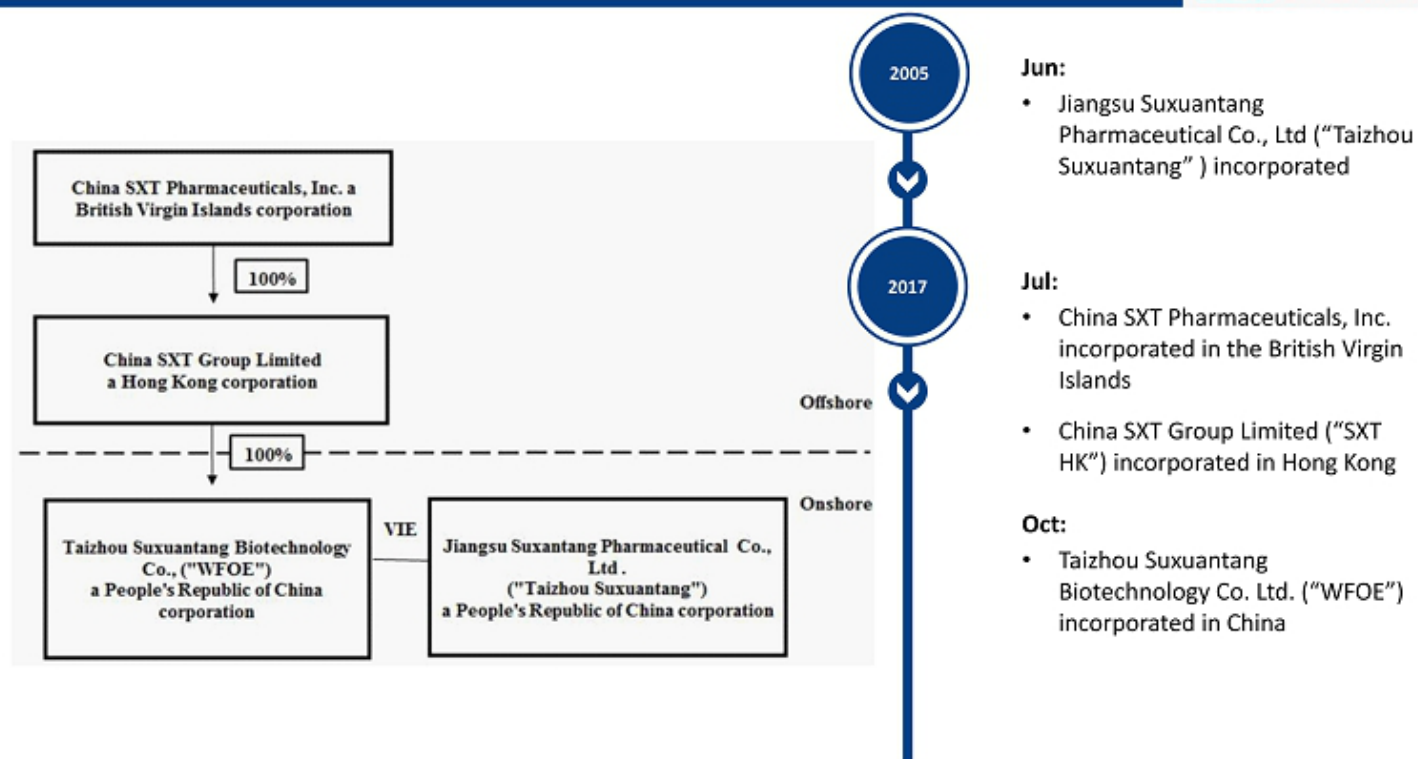 China SXT Pharmaceuticals, Inc. a
British Virgin Islands corporation
100%
China SXT Group Limited
a Hong Kong corporation
Offshore
100%
Onshore
Taizhou Suxuantang Biotechnology
Co., ("WFOE")
a People's Republic of China
corporation
VIE
Jiangsu Suxantang Pharmaceutical Co.,
Ltd .
("Taizhou Suxuantang")
a People's Republic of China corporation
2005
Jun:
• Jiangsu Suxuantang
Pharmaceutical Co., Ltd (“Taizhou
Suxuantang” ) incorporated
2017
Jul:
• China SXT Pharmaceuticals, Inc.
incorporated in the British Virgin
Islands
• China SXT Group Limited (“SXT
HK”) incorporated in Hong Kong
Oct:
• Taizhou Suxuantang
Biotechnology Co. Ltd. (“WFOE”)
incorporated in China